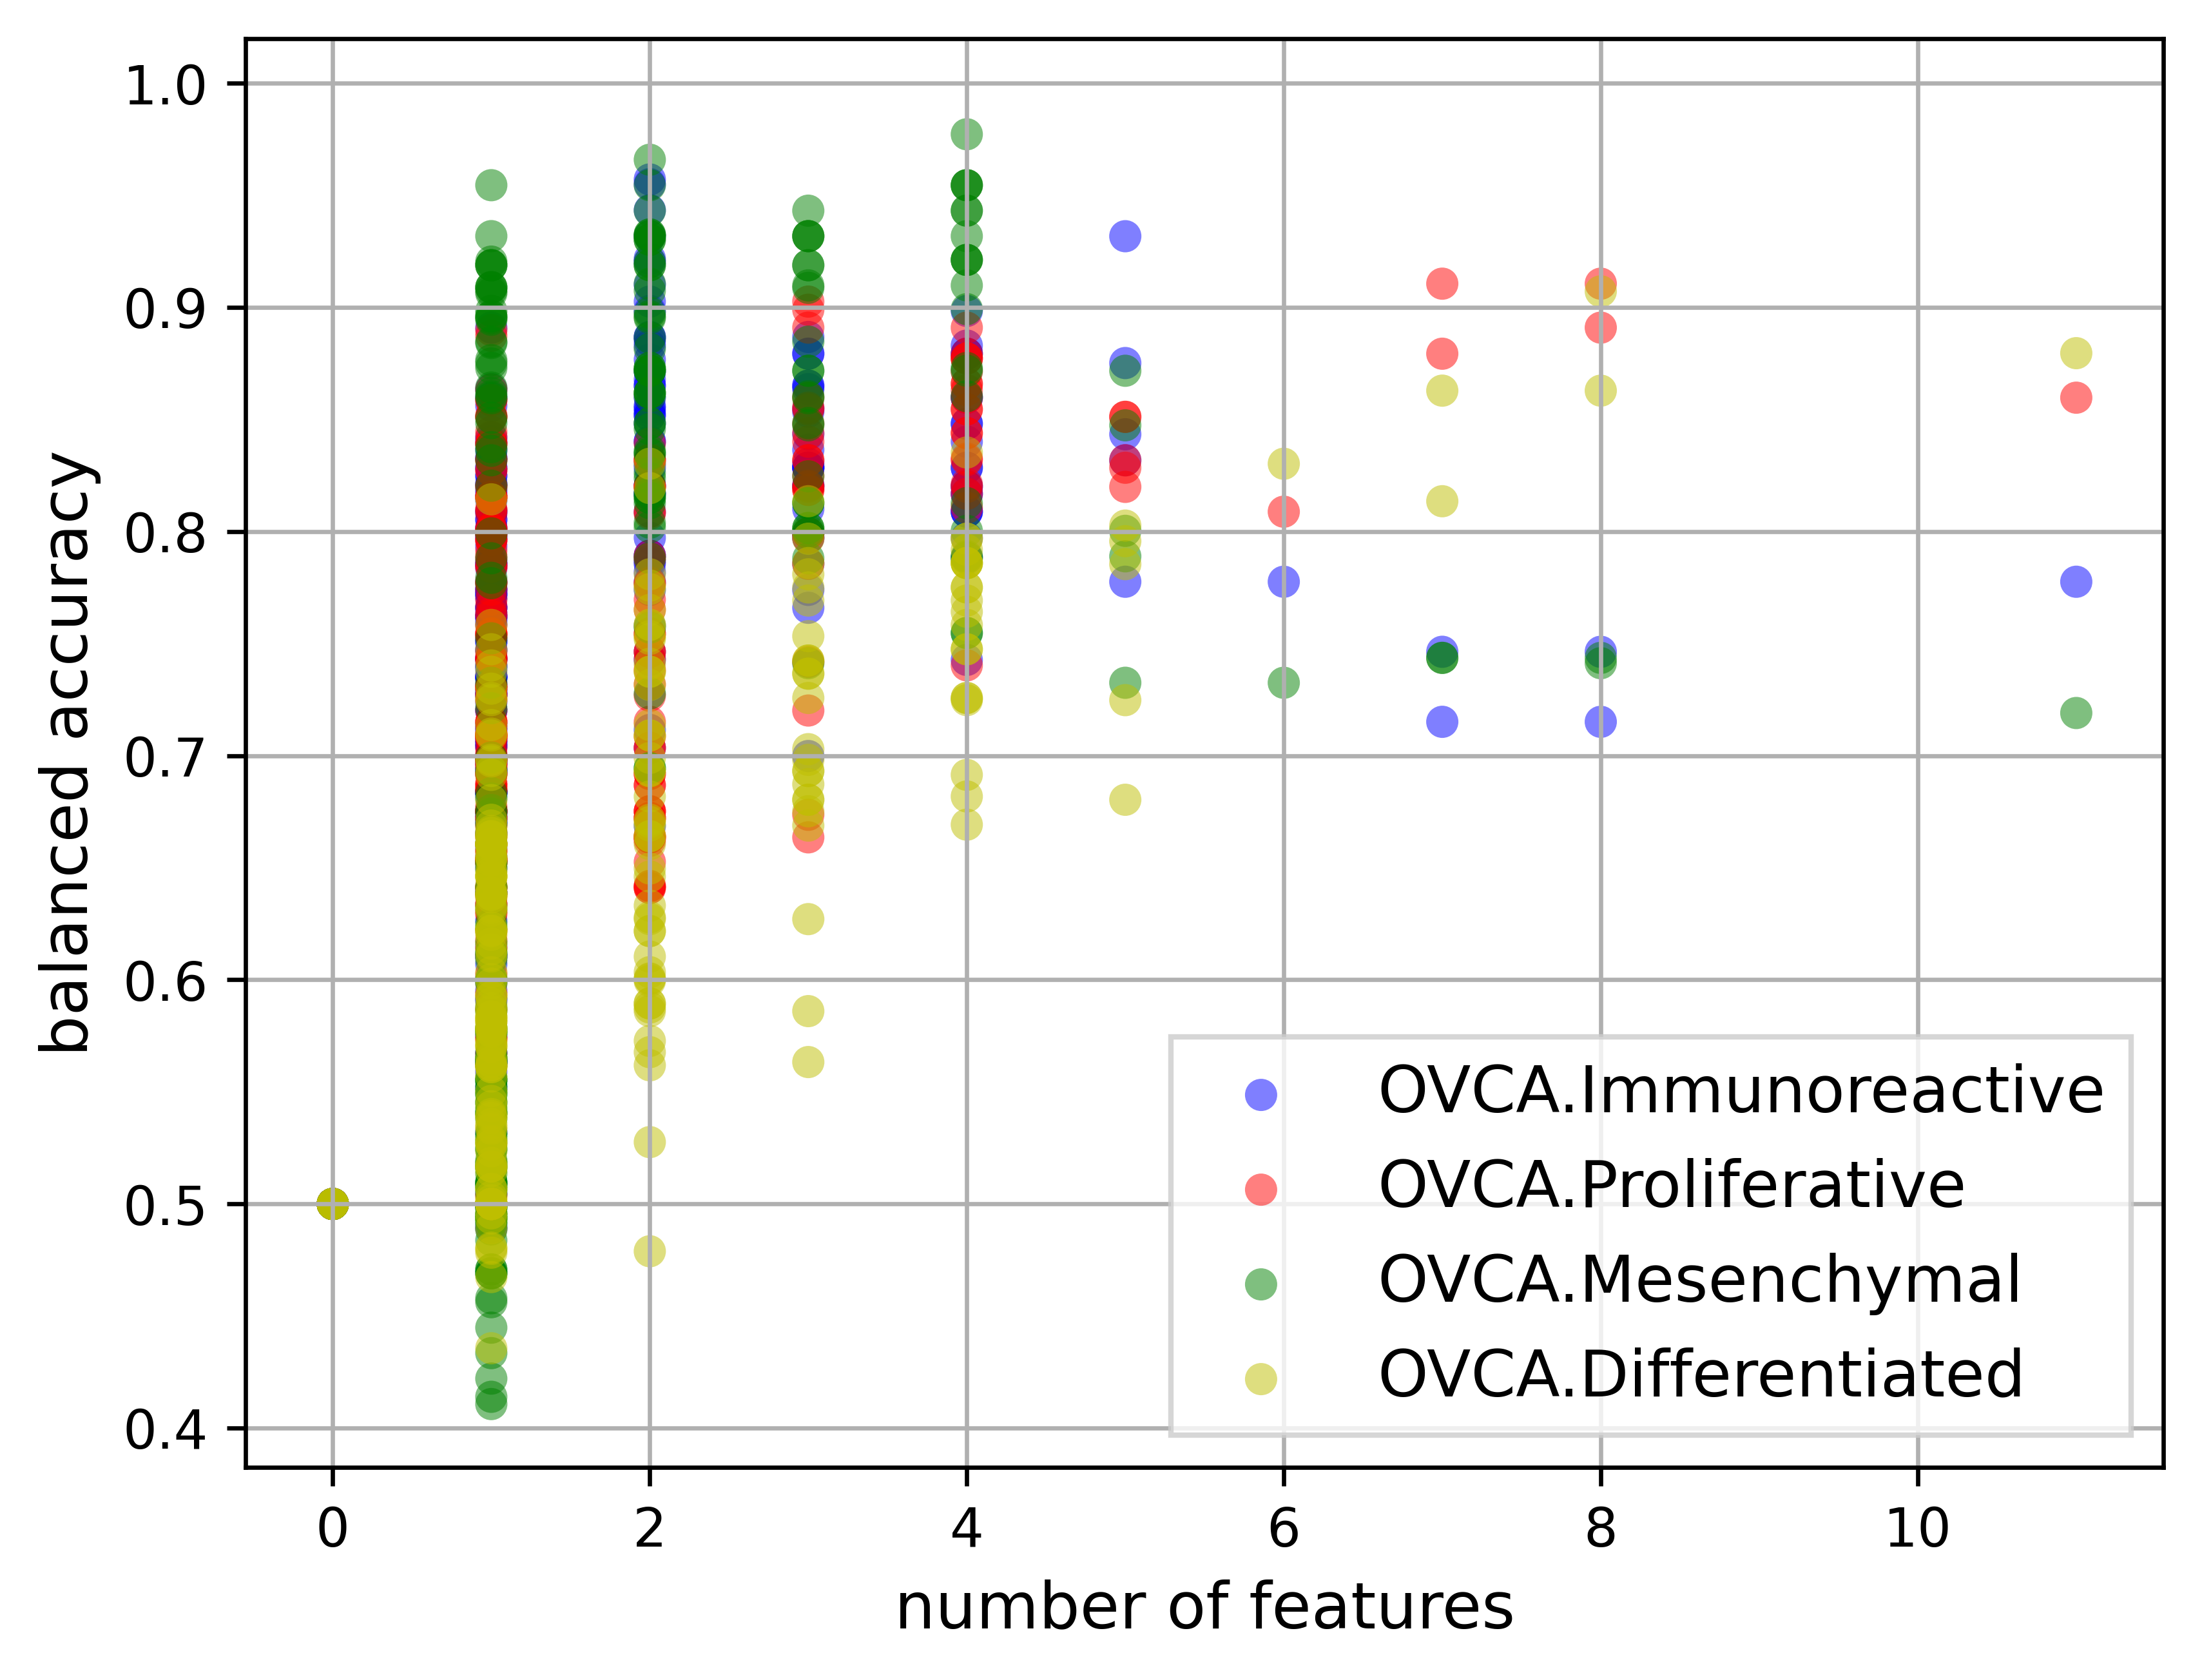 1.0
0.9
0.8
0.7
0.6
0.5
0.4
balanced accuracy
OVCA.Immunoreactive
OVCA.Proliferative
OVCA.Mesenchymal
OVCA.Differentiated
0 2 4 6 8 10
number of features